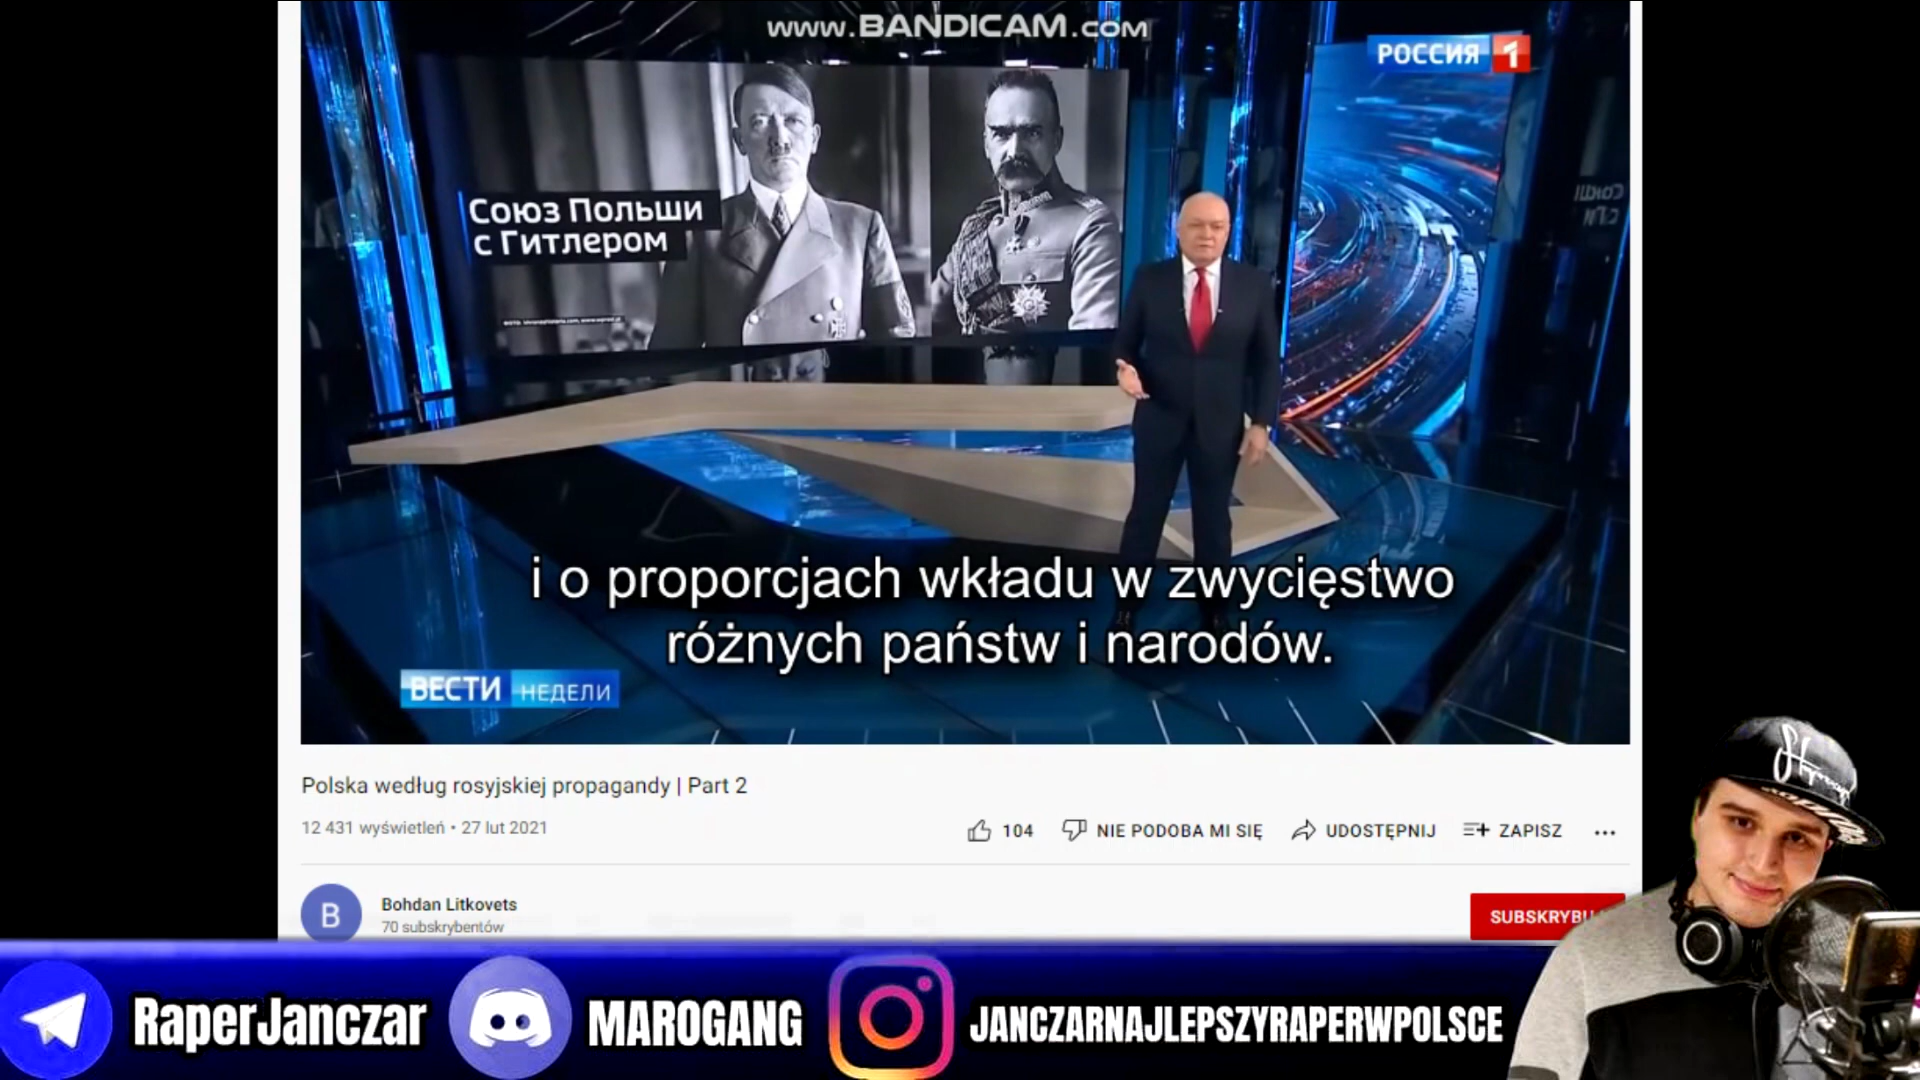 www.BANDICAM.com
РОССИЯ 1
Союз Польши
с Гитлером
i o proporcjach wkładu w zwycięstwo
różnych państw i narodów.
ВЕСТИ НЕДЕЛИ
Polska według rosyjskiej propagandy | Part 2
12 431 wyświetleń • 27 lut 2021
104 NIE PODOBA MI SIĘ UDOSTĘPNIJ ZAPISZ ...
B
Bohdan Litkovets
70 subskrybentów
SUBSKRYBUJ
RaperJanczar MAROGANG JANCZARNAJLEPSZYRAPERWPOLSCE